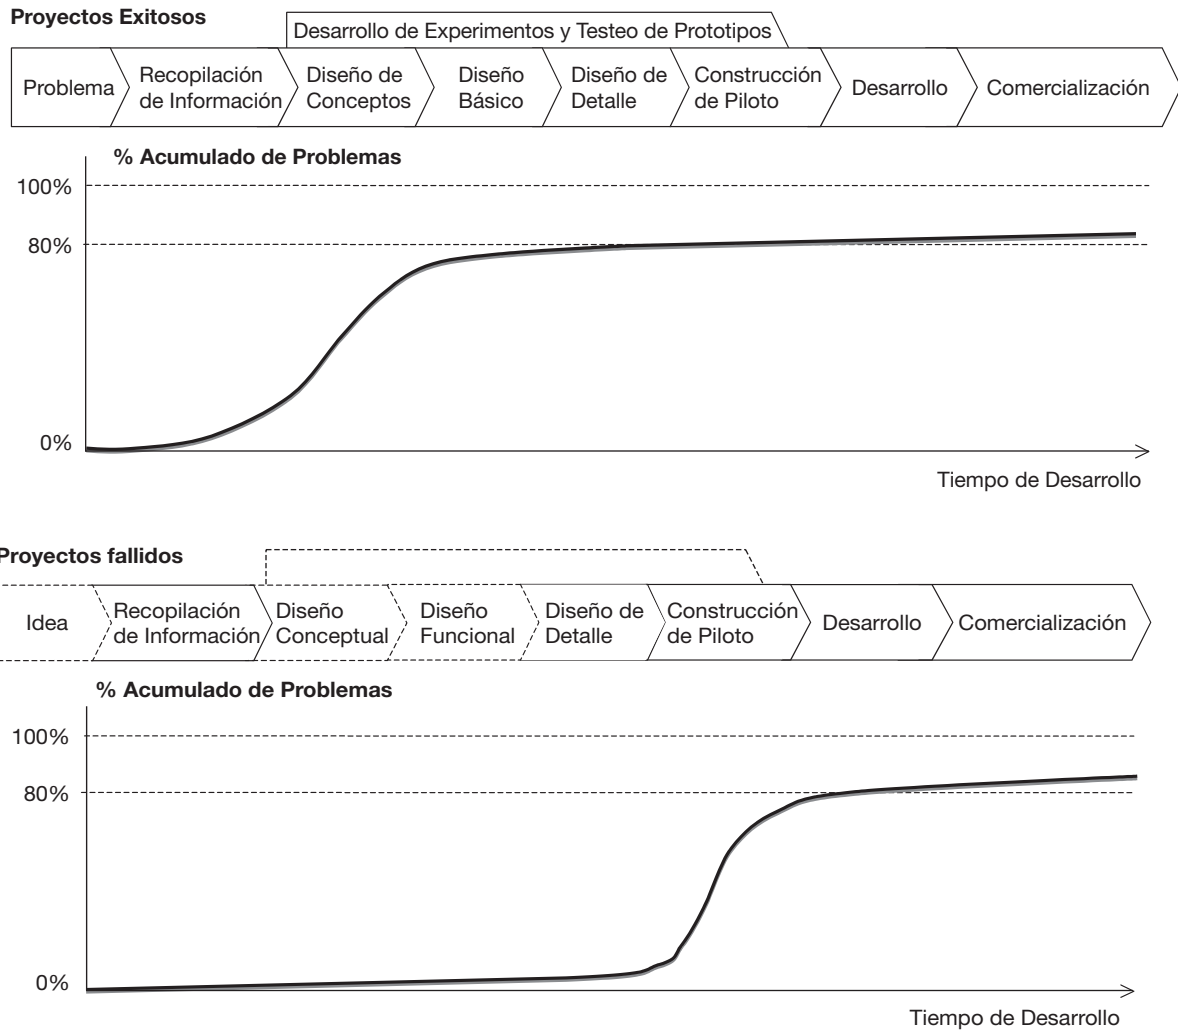 Proyectos Exitosos
Desarrollo de Experimentos y Testeo de Prototipos
Problema
Recopilación
de Información
Diseño de
Conceptos
Diseño
Básico
Diseño de
Detalle
Construcción
de Piloto
Desarrollo
Comercialización
% Acumulado de Problemas
100%
80%
0%
Tiempo de Desarrollo
Proyectos fallidos
Idea
Recopilación
de Información
Diseño
Conceptual
Diseño
Funcional
Diseño de
Detalle
Construcción
de Piloto
Desarrollo
Comercialización
% Acumulado de Problemas
100%
80%
0%
Tiempo de Desarrollo